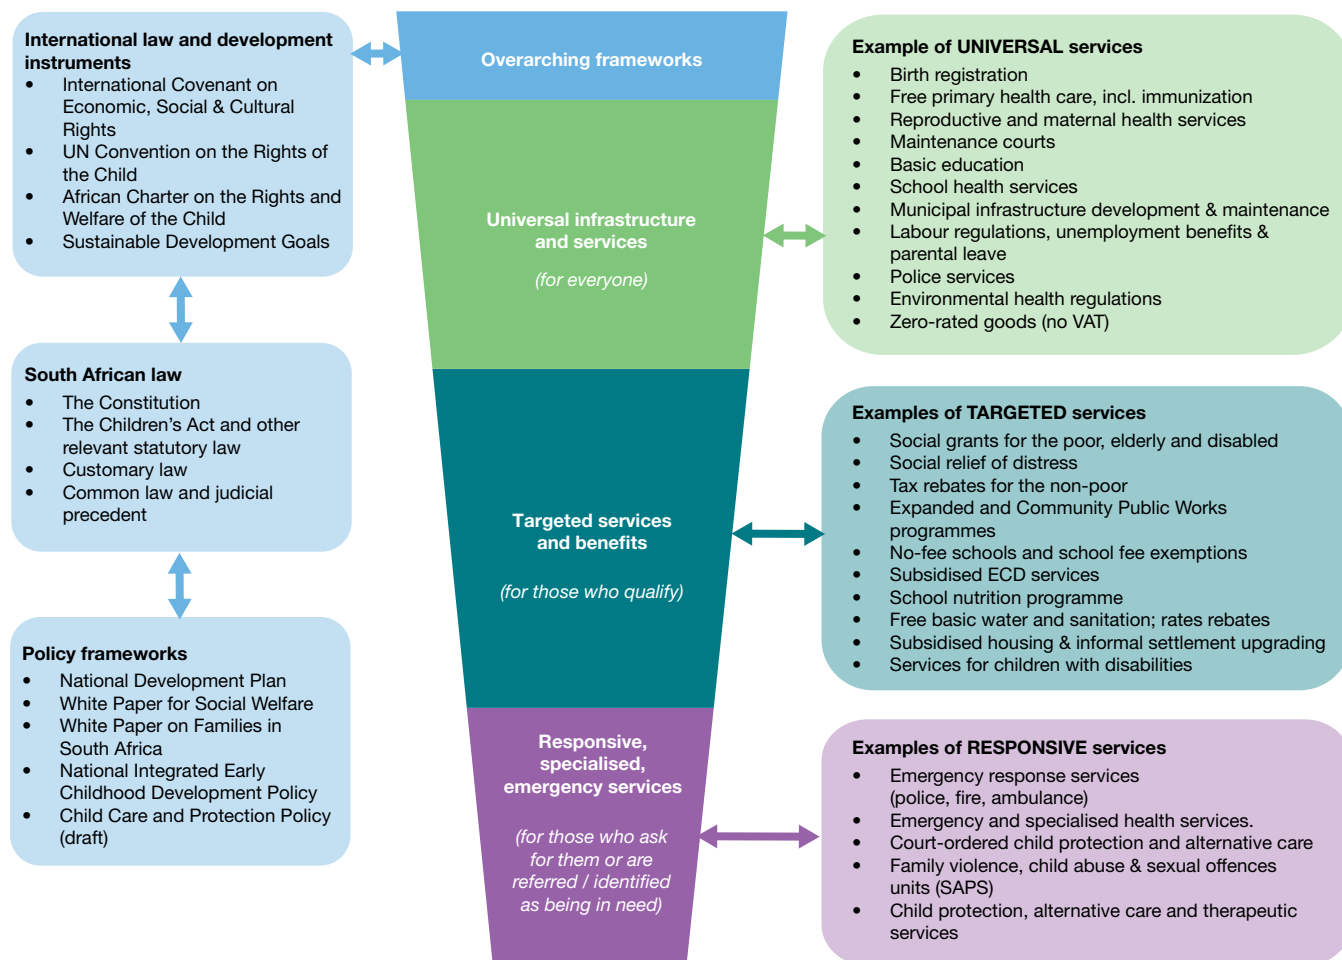 International law and development
instruments
• International Covenant on
Economic, Social & Cultural
Rights
• UN Convention on the Rights of
the Child
• African Charter on the Rights and
Welfare of the Child
• Sustainable Development Goals
South African law
• The Constitution
• The Children’s Act and other
relevant statutory law
• Customary law
• Common law and judicial
precedent
Policy frameworks
• National Development Plan
• White Paper for Social Welfare
• White Paper on Families in
South Africa
• National Integrated Early
Childhood Development Policy
• Child Care and Protection Policy
(draft)
Overarching frameworks
Universal infrastructure
and services
(for everyone)
Targeted services
and benefits
(for those who qualify)
Responsive,
specialised,
emergency services
(for those who ask
for them or are
referred / identified
as being in need)
Example of UNIVERSAL services
• Birth registration
• Free primary health care, incl. immunization
• Reproductive and maternal health services
• Maintenance courts
• Basic education
• School health services
• Municipal infrastructure development & maintenance
• Labour regulations, unemployment benefits &
parental leave
• Police services
• Environmental health regulations
• Zero-rated goods (no VAT)
Examples of TARGETED services
• Social grants for the poor, elderly and disabled
• Social relief of distress
• Tax rebates for the non-poor
• Expanded and Community Public Works
programmes
• No-fee schools and school fee exemptions
• Subsidised ECD services
• School nutrition programme
• Free basic water and sanitation; rates rebates
• Subsidised housing & informal settlement upgrading
• Services for children with disabilities
Examples of RESPONSIVE services
• Emergency response services
(police, fire, ambulance)
• Emergency and specialised health services.
• Court-ordered child protection and alternative care
• Family violence, child abuse & sexual offences
units (SAPS)
• Child protection, alternative care and therapeutic
services